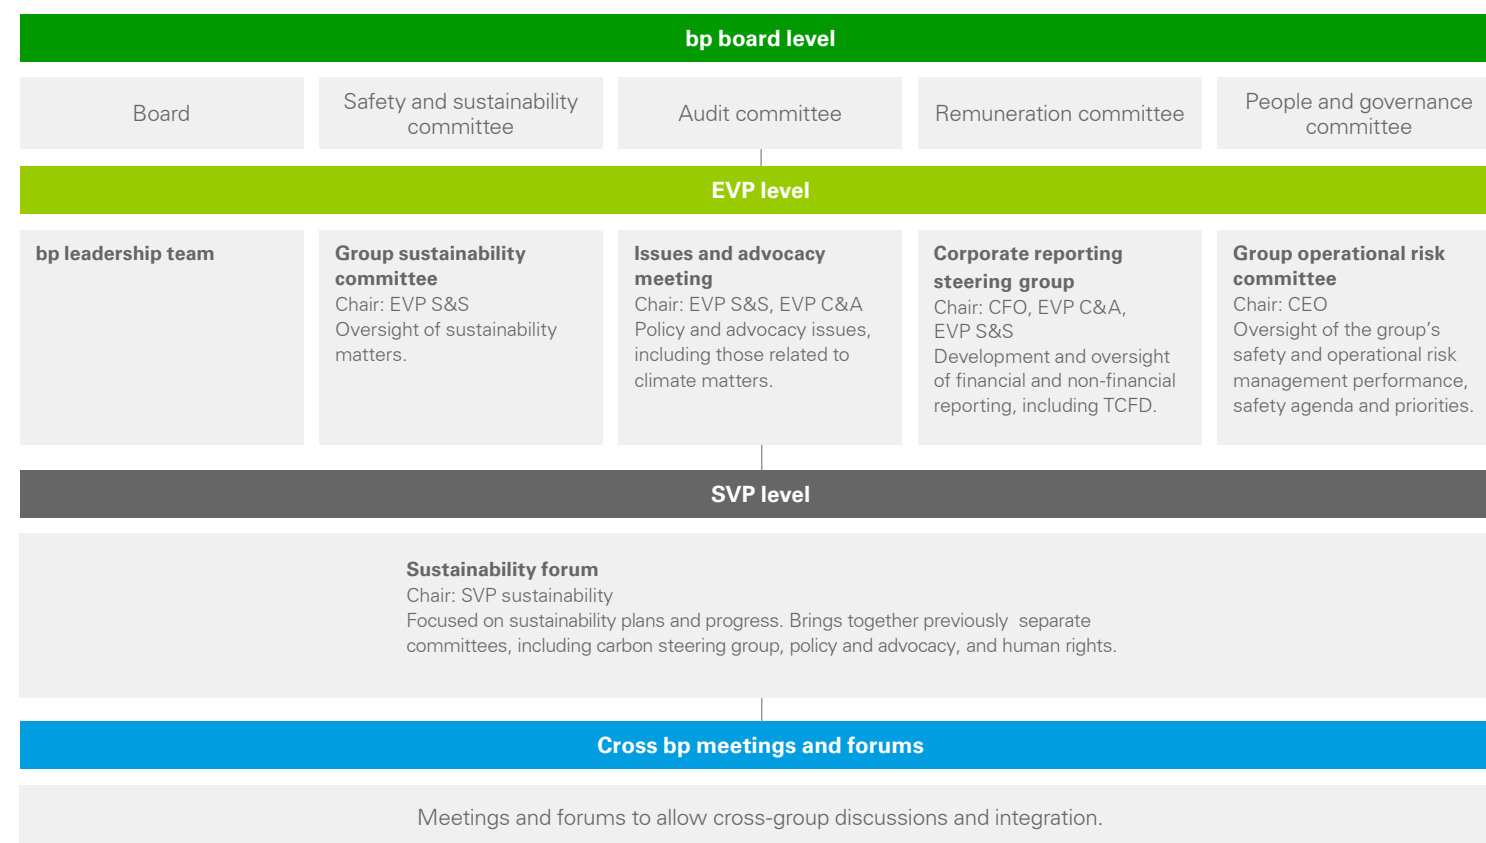 bp board level
Board
Safety and sustainability
committee
Audit committee
Remuneration committee
People and governance
committee
EVP level
bp leadership team
Group sustainability
committee
Chair: EVP S&S
Oversight of sustainability
matters.
Issues and advocacy
meeting
Chair: EVP S&S, EVP C&A
Policy and advocacy issues,
including those related to
climate matters.
Corporate reporting
steering group
Chair: CFO, EVP C&A,
EVP S&S
Development and oversight
of financial and non-financial
reporting, including TCFD.
Group operational risk
committee
Chair: CEO
Oversight of the group’s
safety and operational risk
management performance,
safety agenda and priorities.
SVP level
Sustainability forum
Chair: SVP sustainability
Focused on sustainability plans and progress. Brings together previously separate
committees, including carbon steering group, policy and advocacy, and human rights.
Cross bp meetings and forums
Meetings and forums to allow cross-group discussions and integration.